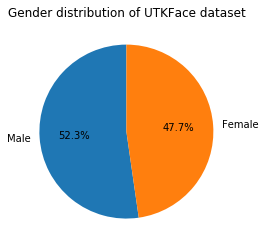 Gender distribution of UTKFace dataset
Male
52.3%
47.7%
Female